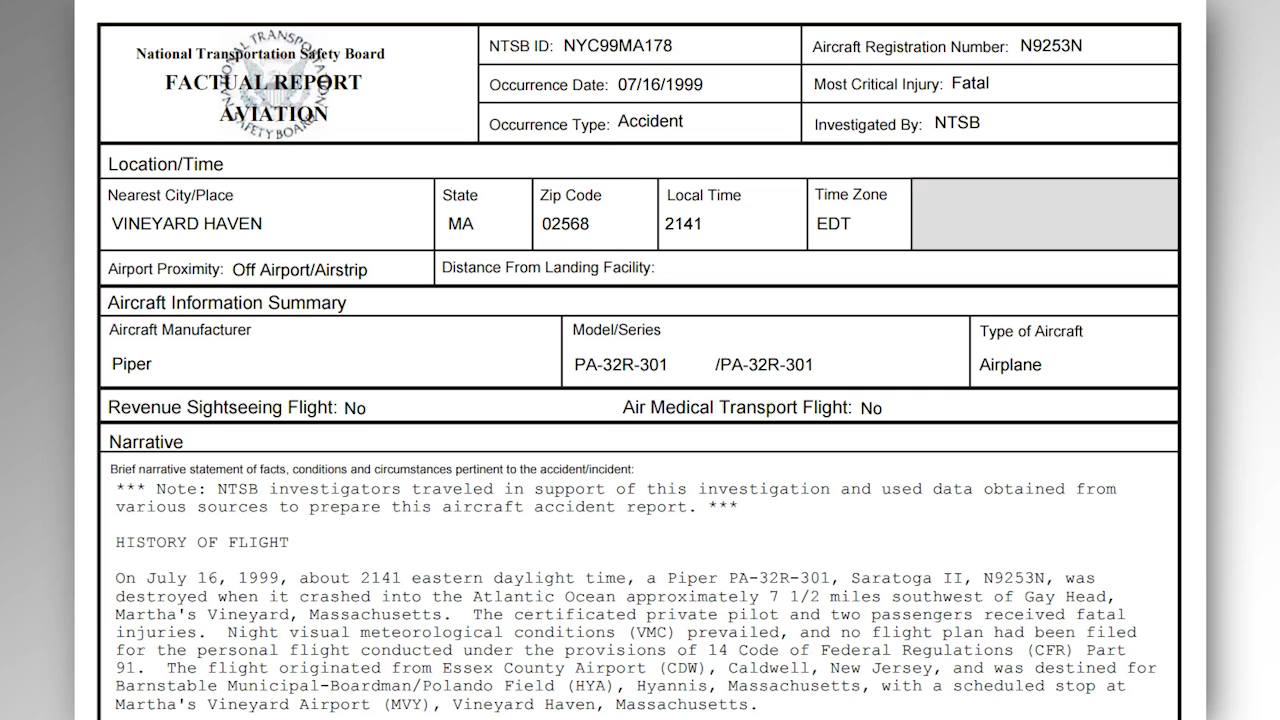 National Transportation Safety Board
FACTUAL REPORT
AVIATION
NATIONAL TRANSPORTATION
SAFETY BOARD
NTSB ID: NYC99MA178
Aircraft Registration Number: N9253N
Occurrence Date: 07/16/1999
Most Critical Injury: Fatal
Occurrence Type: Accident
Investigated By: NTSB
Location/Time
Nearest City/Place
State
Zip Code
Local Time
Time Zone
VINEYARD HAVEN
MA
02568
2141
EDT
Airport Proximity: Off Airport/Airstrip
Distance From Landing Facility:
Aircraft Information Summary
Aircraft Manufacturer
Model/Series
Type of Aircraft
Piper
PA-32R-301 /PA-32R-301
Airplane
Revenue Sightseeing Flight: No
Air Medical Transport Flight: No
Narrative
Brief narrative statement of facts, conditions and circumstances pertinent to the accident/incident:
*** Note: NTSB investigators traveled in support of this investigation and used data obtained from
various sources to prepare this aircraft accident report. ***
HISTORY OF FLIGHT
On July 16, 1999, about 2141 eastern daylight time, a Piper PA-32R-301, Saratoga II, N9253N, was
destroyed when it crashed into the Atlantic Ocean approximately 7 1/2 miles southwest of Gay Head,
Martha's Vineyard, Massachusetts. The certificated private pilot and two passengers received fatal
injuries. Night visual meteorological conditions (VMC) prevailed, and no flight plan had been filed
for the personal flight conducted under the provisions of 14 Code of Federal Regulations (CFR) Part
91. The flight originated from Essex County Airport (CDW), Caldwell, New Jersey, and was destined for
Barnstable Municipal-Boardman/Polando Field (HYA), Hyannis, Massachusetts, with a scheduled stop at
Martha's Vineyard Airport (MVY), Vineyard Haven, Massachusetts.